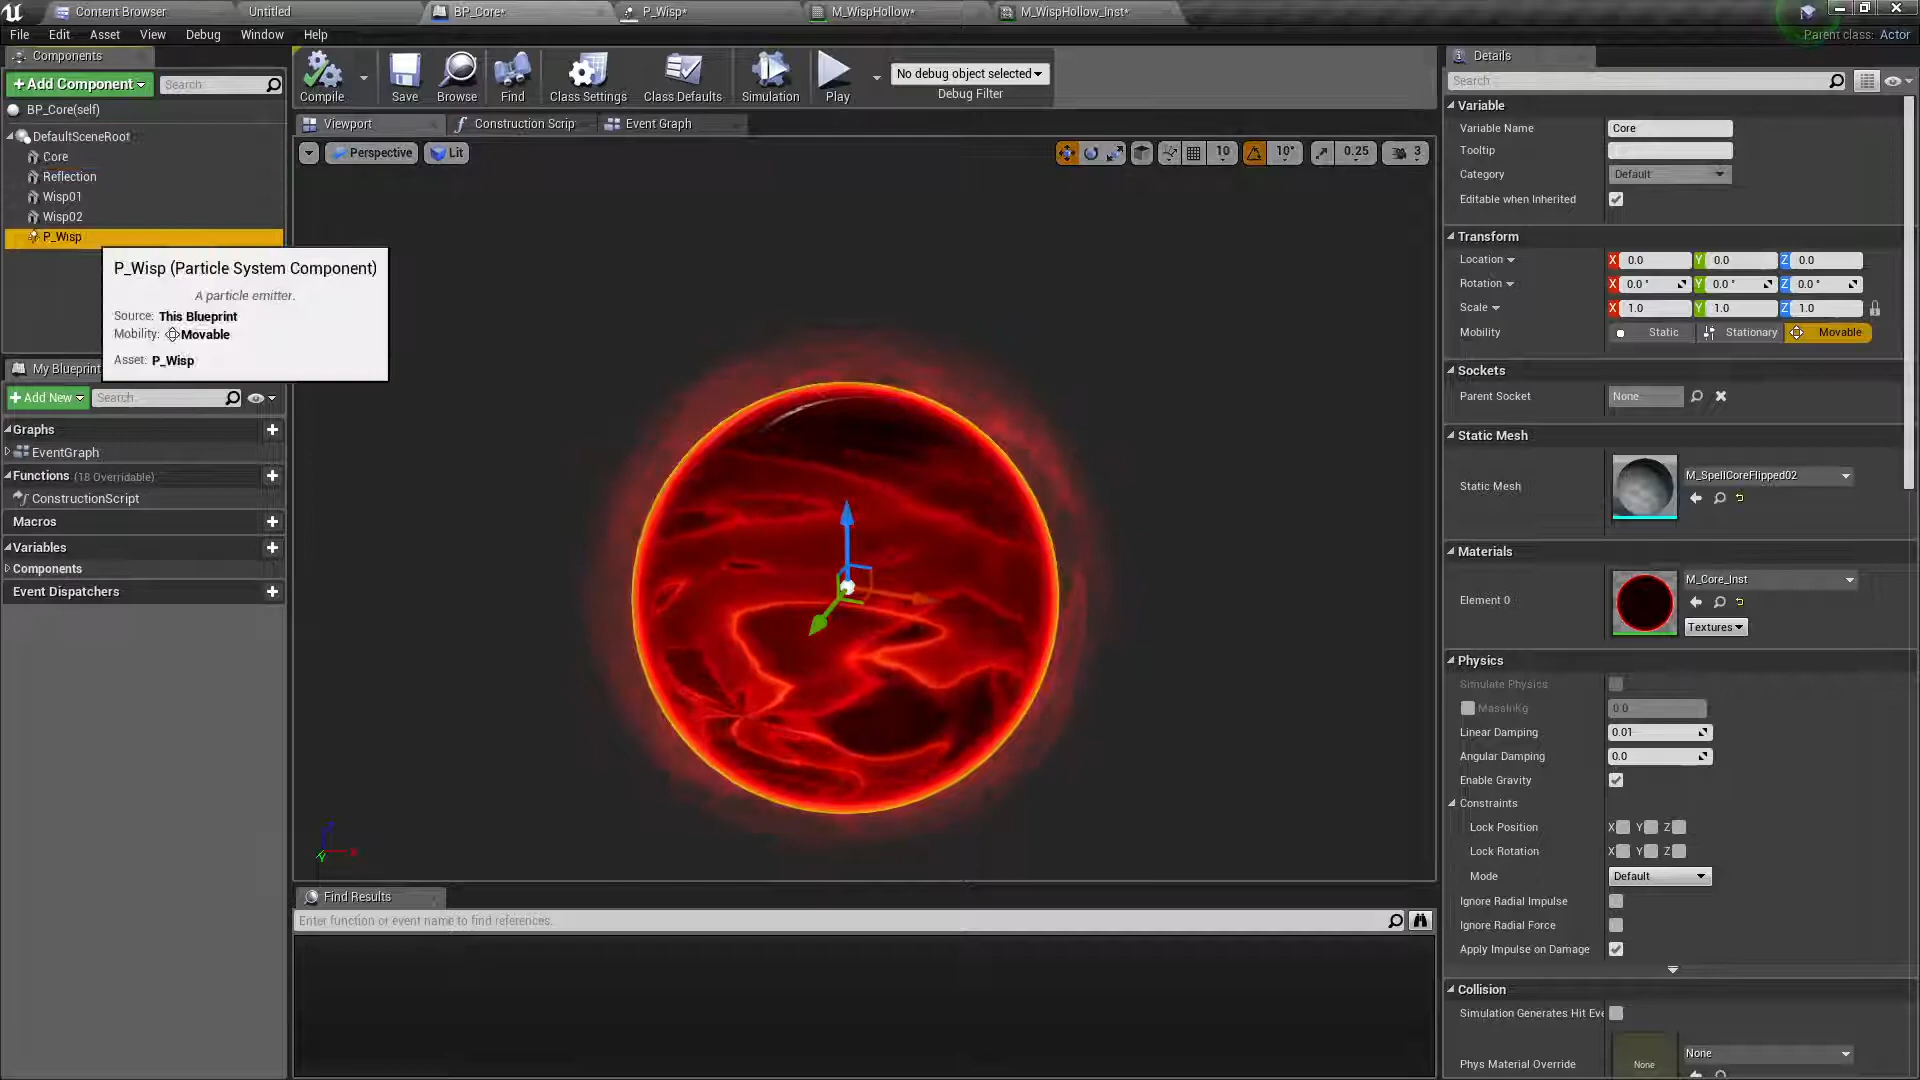 Content Browser
Untitled
BP_Core*
P_Wisp*
M_WispHollow*
M_WispHollow_Inst*
File Edit Asset View Debug Window Help
Parent class: Actor
Components
+Add Component
Search
BP_Core(self)
DefaultSceneRoot
Core
Reflection
Wisp01
Wisp02
P_Wisp
P_Wisp (Particle System Component)
A particle emitter.
Source: This Blueprint
Mobility: Movable
Asset: P_Wisp
My Blueprint
+Add New
Search
Graphs
EventGraph
Functions (18 Overridable)
ConstructionScript
Macros
Variables
Components
Event Dispatchers
Compile
Save
Browse
Find
Class Settings
Class Defaults
Simulation
Play
No debug object selected
Debug Filter
Viewport
Construction Scrip
Event Graph
Perspective
Lit
10
10°
0.25
3
Find Results
Enter function or event name to find references.
Details
Search
Variable
Variable Name Core
Tooltip
Category Default
Editable when Inherited
Transform
Location X 0.0 Y 0.0 Z 0.0
Rotation X 0.0° Y 0.0° Z 0.0°
Scale X 1.0 Y 1.0 Z 1.0
Mobility Static Stationary Movable
Sockets
Parent Socket None
Static Mesh
Static Mesh M_SpellCoreFlipped02
Materials
Element 0 M_Core_Inst
Textures
Physics
Simulate Physics
MassInKg 0.0
Linear Damping 0.01
Angular Damping 0.0
Enable Gravity
Constraints
Lock Position X Y Z
Lock Rotation X Y Z
Mode Default
Ignore Radial Impulse
Ignore Radial Force
Apply Impulse on Damage
Collision
Simulation Generates Hit Eve
Phys Material Override None None